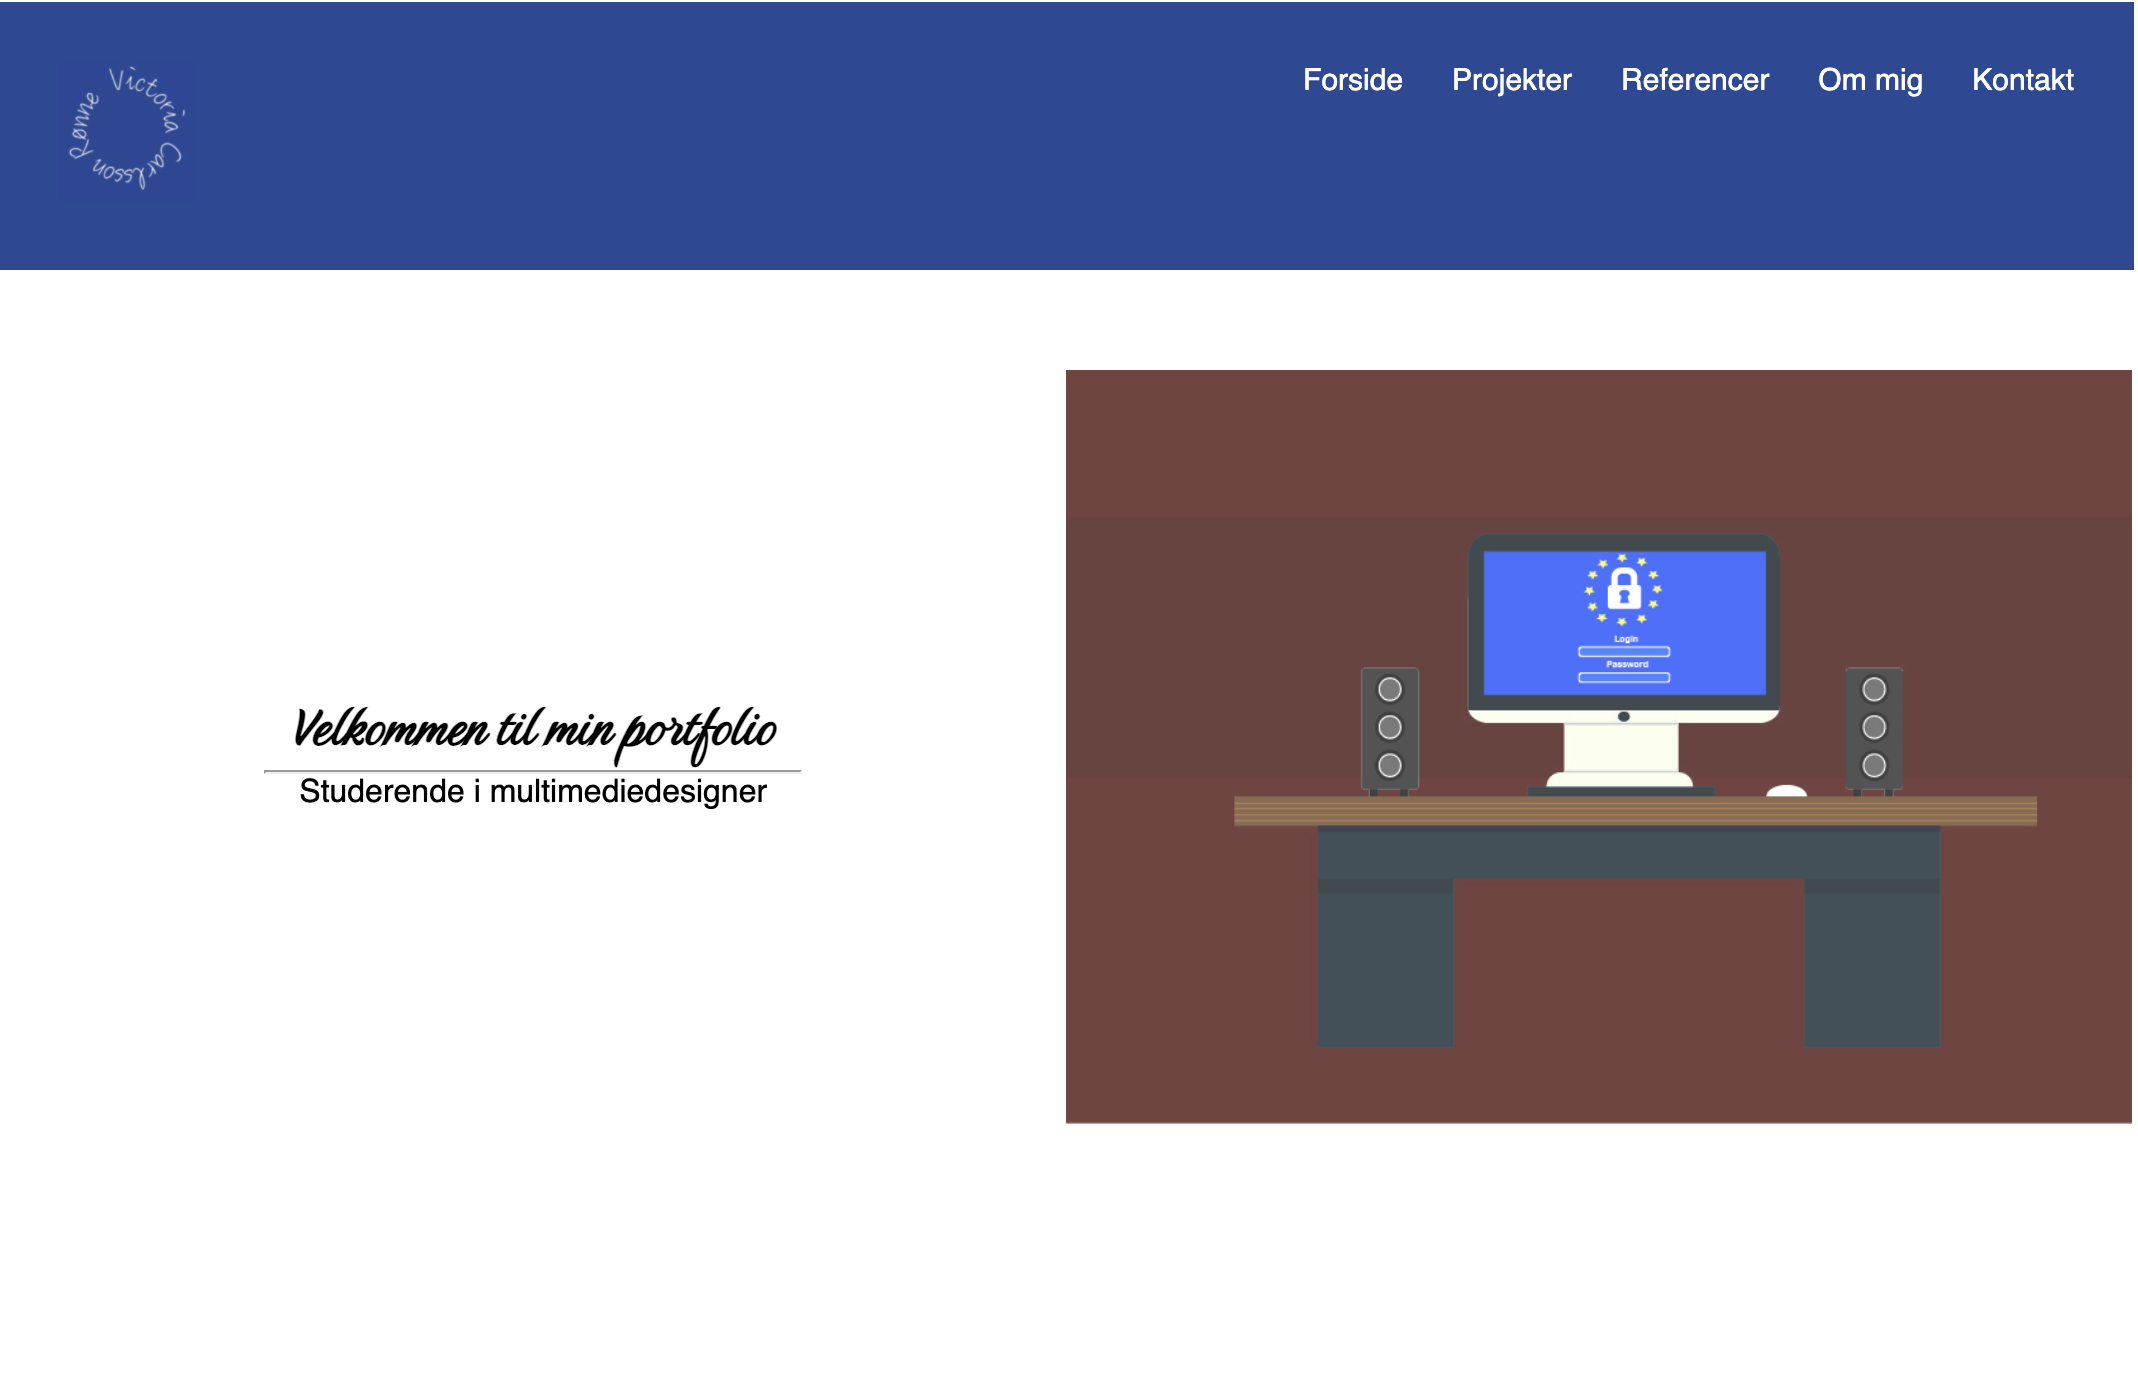 Victoria Carlsson Rønne
Forside Projekter Referencer Om mig Kontakt
Login
Password
Velkommen til min portfolio
Studerende i multimediedesigner